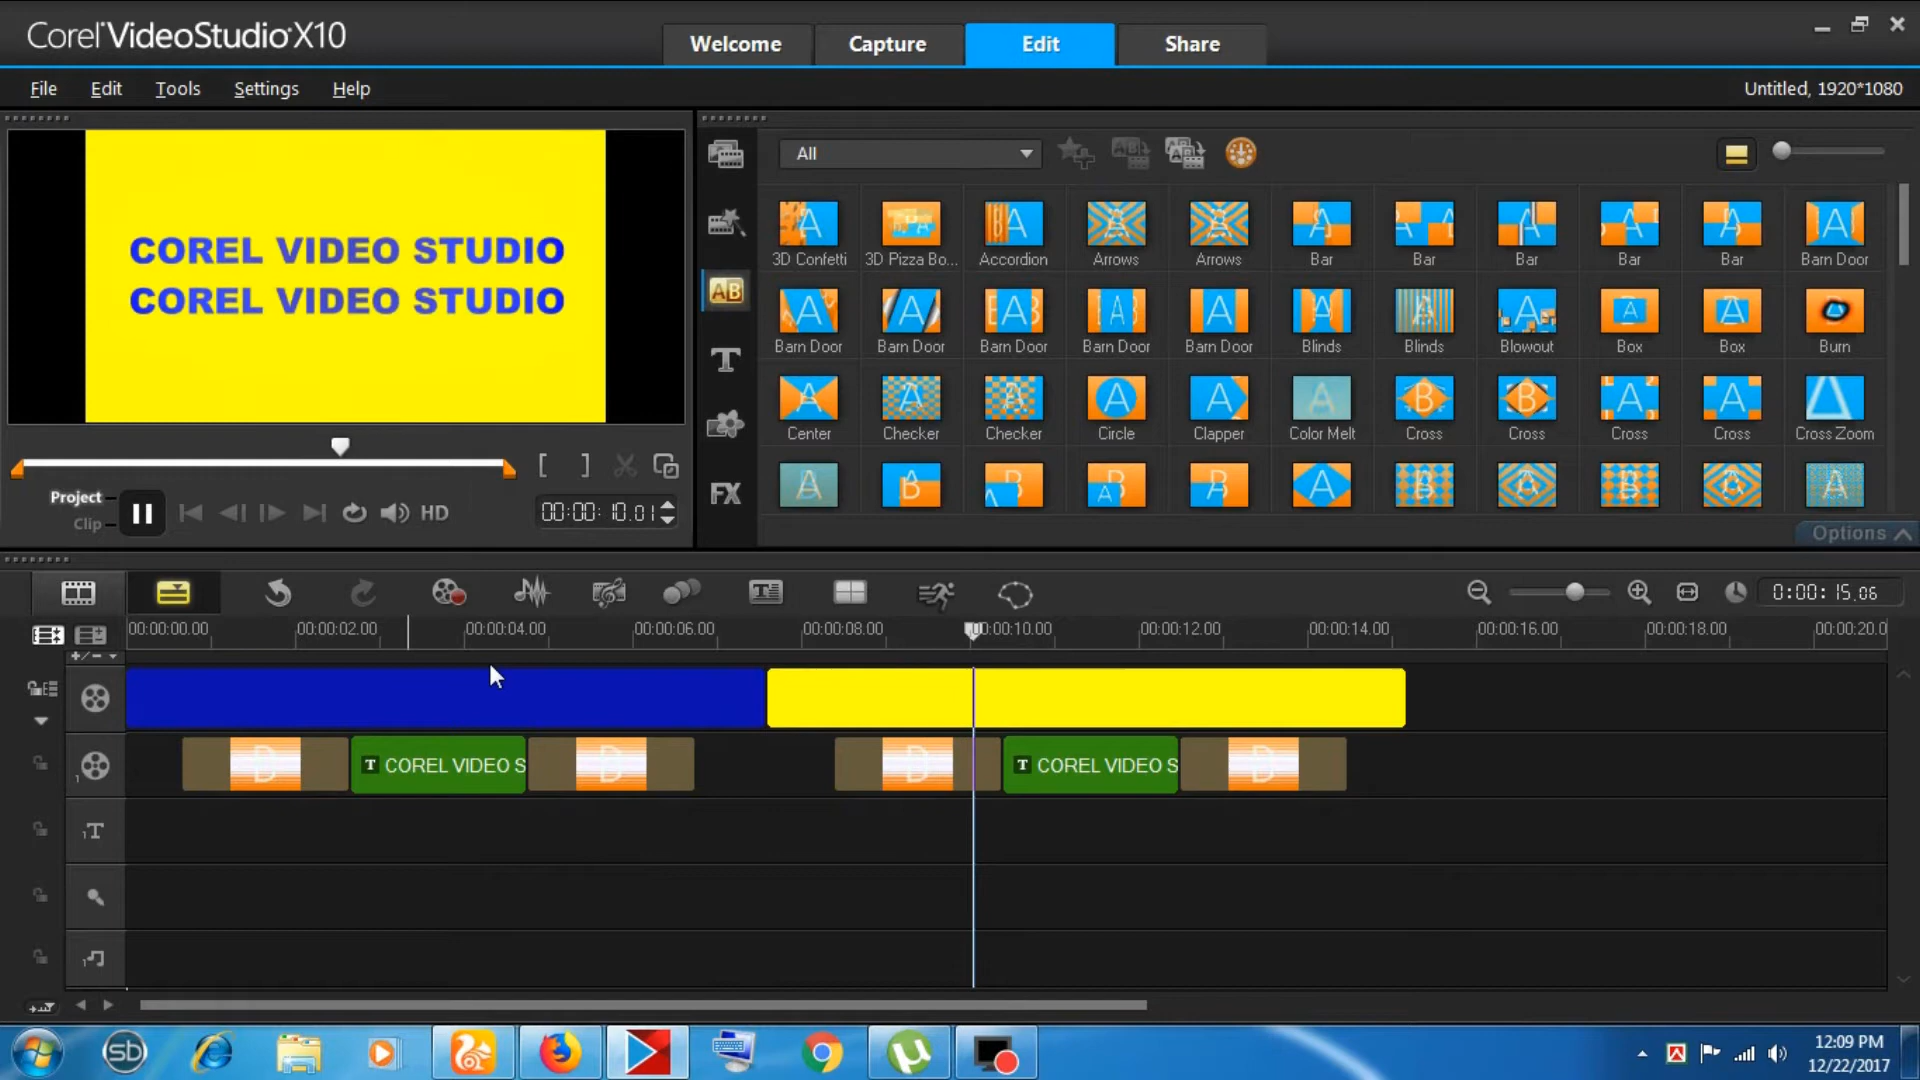 Corel VideoStudio X10
Welcome
Capture
Edit
Share
File
Edit
Tools
Settings
Help
Untitled, 1920*1080
COREL VIDEO STUDIO
COREL VIDEO STUDIO
All
3D Confetti
3D Pizza Bo...
Accordion
Arrows
Arrows
Bar
Bar
Bar
Bar
Bar
Barn Door
Barn Door
Barn Door
Barn Door
Barn Door
Barn Door
Blinds
Blinds
Blowout
Box
Box
Burn
Center
Checker
Checker
Circle
Clapper
Color Melt
Cross
Cross
Cross
Cross
Cross Zoom
Project
Clip
HD
00:00:10.01
FX
Options
0:00:15.06
00:00:00.00
00:00:02.00
00:00:04.00
00:00:06.00
00:00:08.00
00:00:10.00
00:00:12.00
00:00:14.00
00:00:16.00
00:00:18.00
00:00:20.0
T COREL VIDEO S
T COREL VIDEO S
12:09 PM
12/22/2017